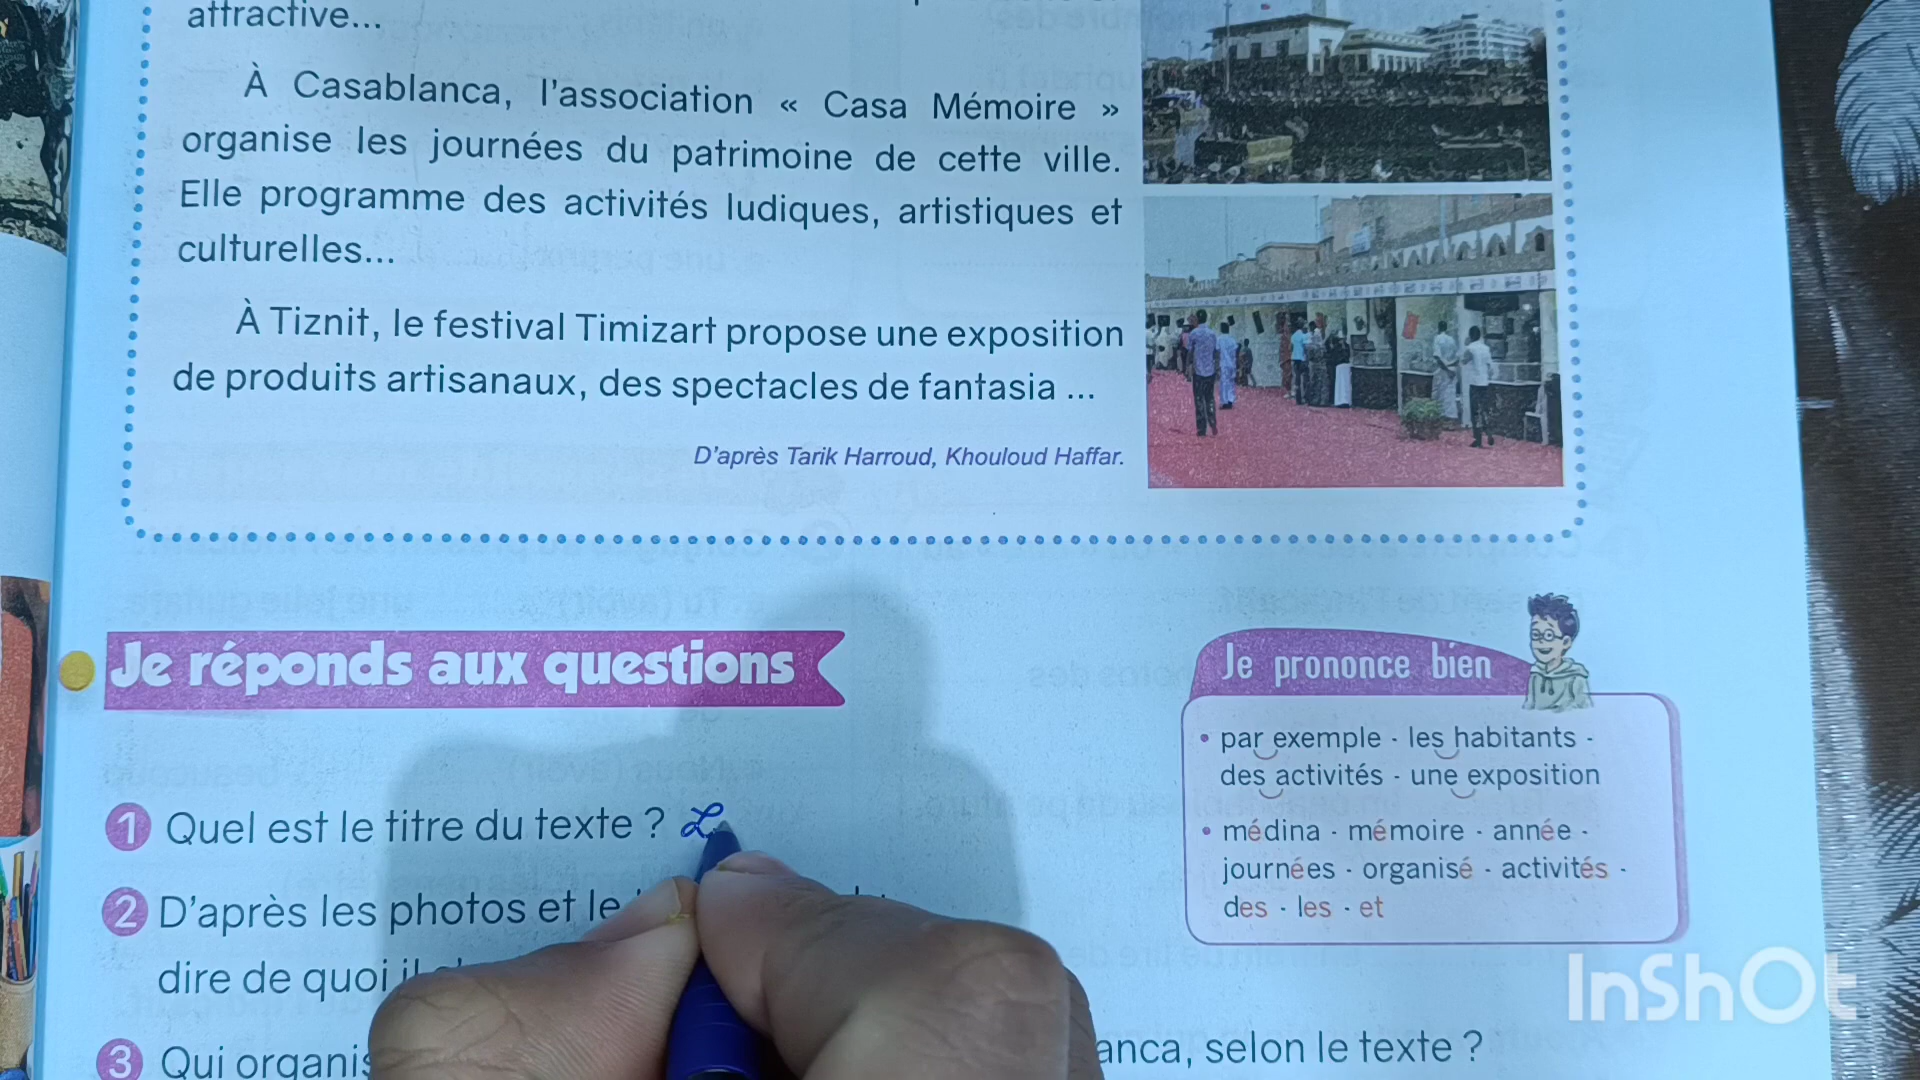 attractive...
À Casablanca, l'association « Casa Mémoire »
organise les journées du patrimoine de cette ville.
Elle programme des activités ludiques, artistiques et
culturelles...
À Tiznit, le festival Timizart propose une exposition
de produits artisanaux, des spectacles de fantasia ...
D'après Tarik Harroud, Khouloud Haffar.
Je réponds aux questions
1 Quel est le titre du texte ?
2 D'après les photos et le
dire de quoi il
3 Qui organis
anca, selon le texte ?
Je prononce bien
• par exemple - les habitants -
des activités - une exposition
• médina - mémoire - année -
journées - organisé - activités -
des - les - et
InShOt